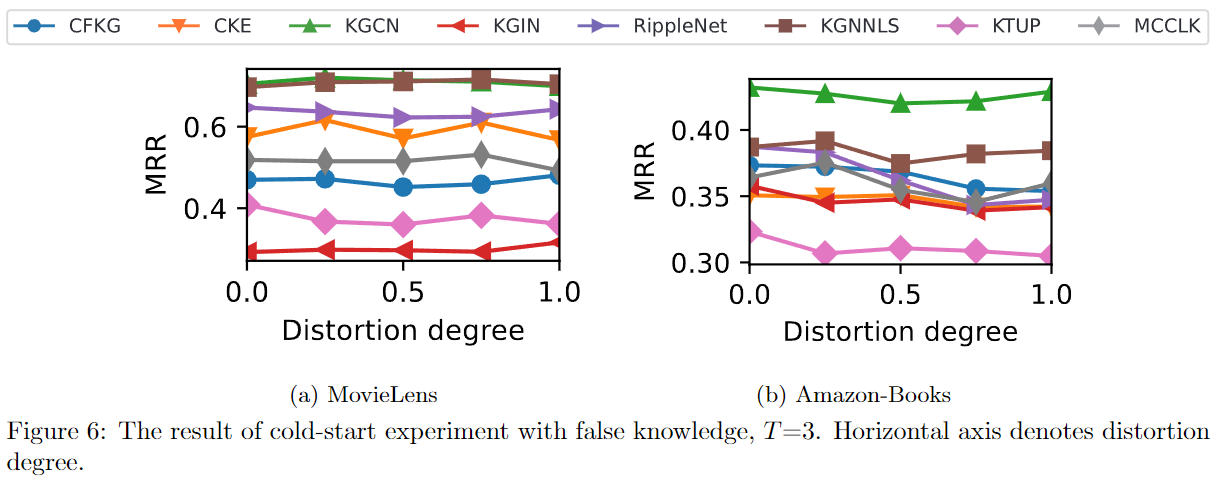 CFKG CKE KGCN KGIN RippleNet KGNNLS KTUP MCCLK
MRR
0.6
0.4
0.0 0.5 1.0
Distortion degree
(a) MovieLens
MRR
0.40
0.35
0.30
0.0 0.5 1.0
Distortion degree
(b) Amazon-Books
Figure 6: The result of cold-start experiment with false knowledge, T=3. Horizontal axis denotes distortion
degree.